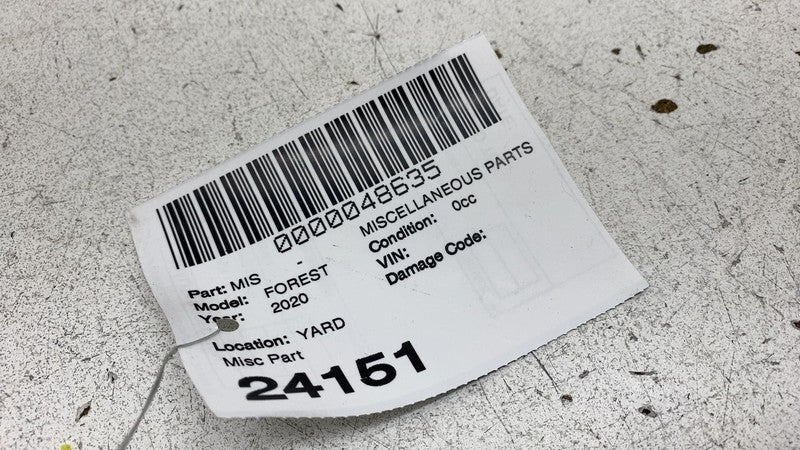 0000048635
Part: MIS - MISCELLANEOUS PARTS
Model: FOREST Condition: 0cc
Year: 2020 VIN:
Damage Code:
Location: YARD
Misc Part
24151